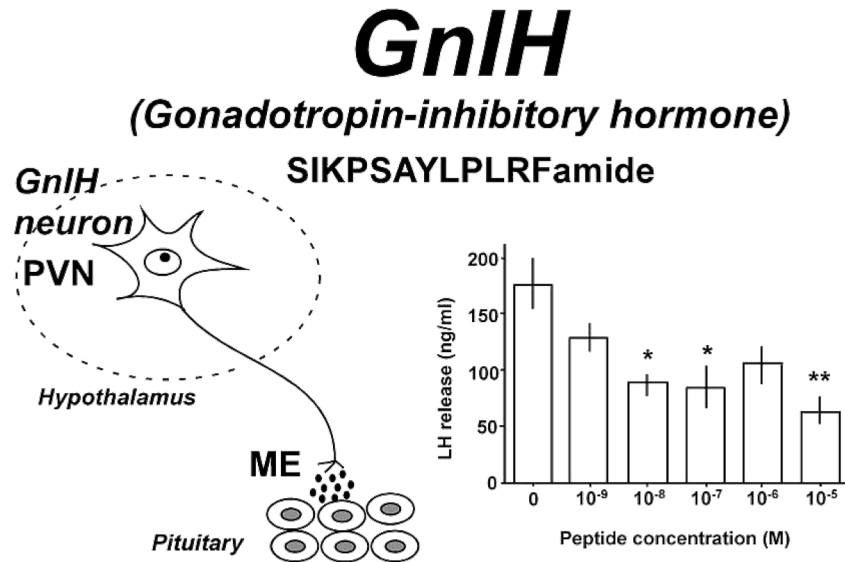 GnIH
(Gonadotropin-inhibitory hormone)
SIKPSAYLPLRFamide
GnIH
neuron
PVN
Hypothalamus
ME
Pituitary
LH release (ng/ml)
200
150
100
50
0
* * **
0 10⁻⁹ 10⁻⁸ 10⁻⁷ 10⁻⁶ 10⁻⁵
Peptide concentration (M)